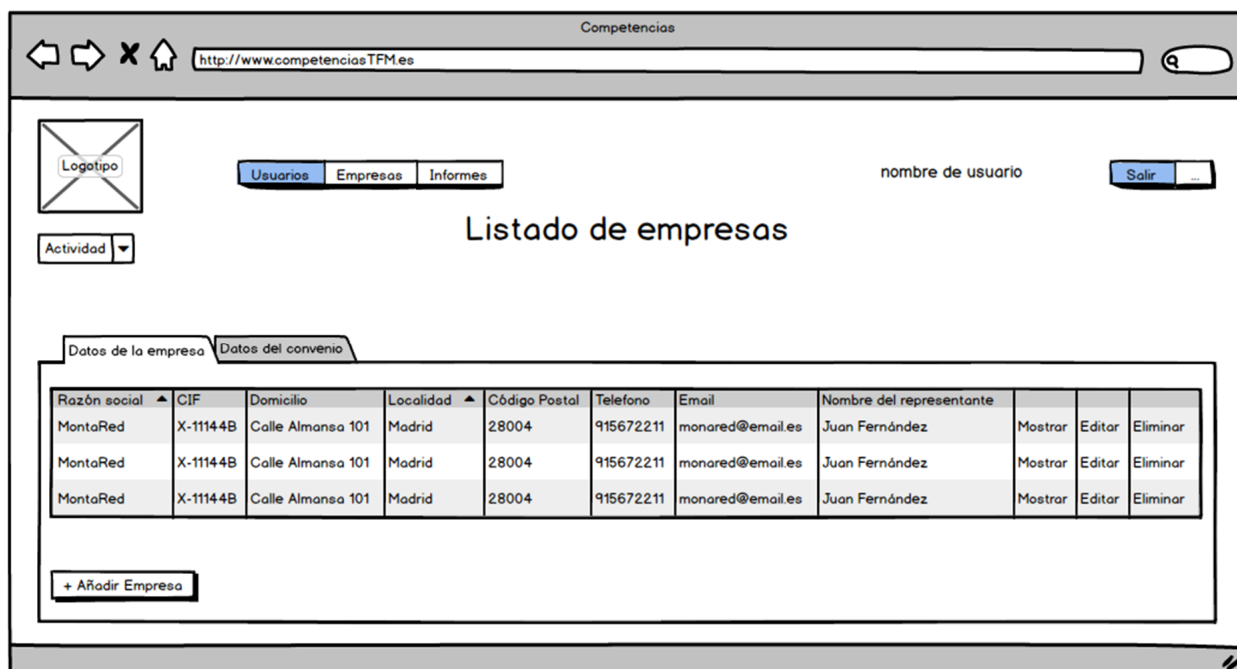 Competencias
http://www.competenciasTFM.es
Logotipo
Usuarios Empresas Informes
nombre de usuario
Salir ...
Listado de empresas
Actividad
Datos de la empresa Datos del convenio
Razón social CIF Domicilio Localidad Código Postal Telefono Email Nombre del representante
MontaRed X-11144B Calle Almansa 101 Madrid 28004 915672211 monared@email.es Juan Fernández Mostrar Editar Eliminar
MontaRed X-11144B Calle Almansa 101 Madrid 28004 915672211 monared@email.es Juan Fernández Mostrar Editar Eliminar
MontaRed X-11144B Calle Almansa 101 Madrid 28004 915672211 monared@email.es Juan Fernández Mostrar Editar Eliminar
+ Añadir Empresa